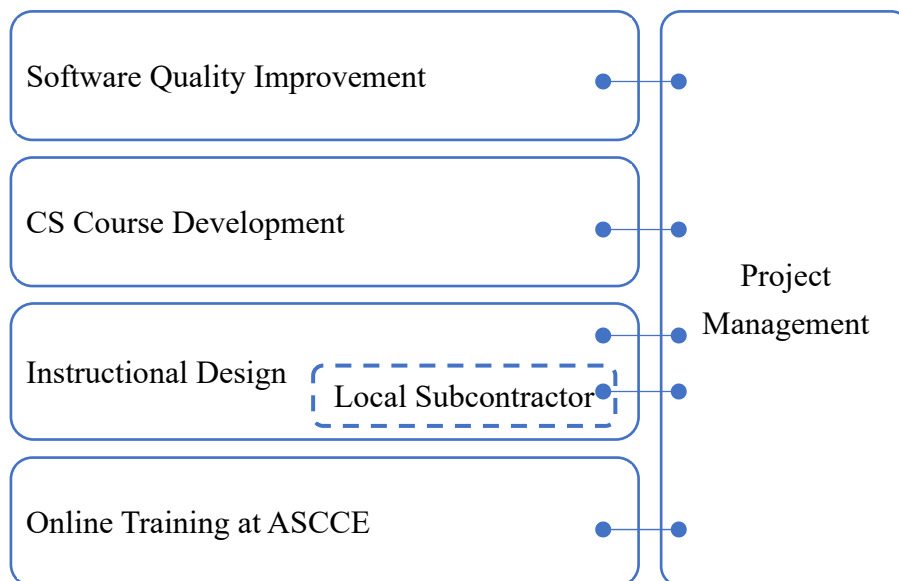 Software Quality Improvement
CS Course Development
Project
Management
Instructional Design
Local Subcontractor
Online Training at ASCCE